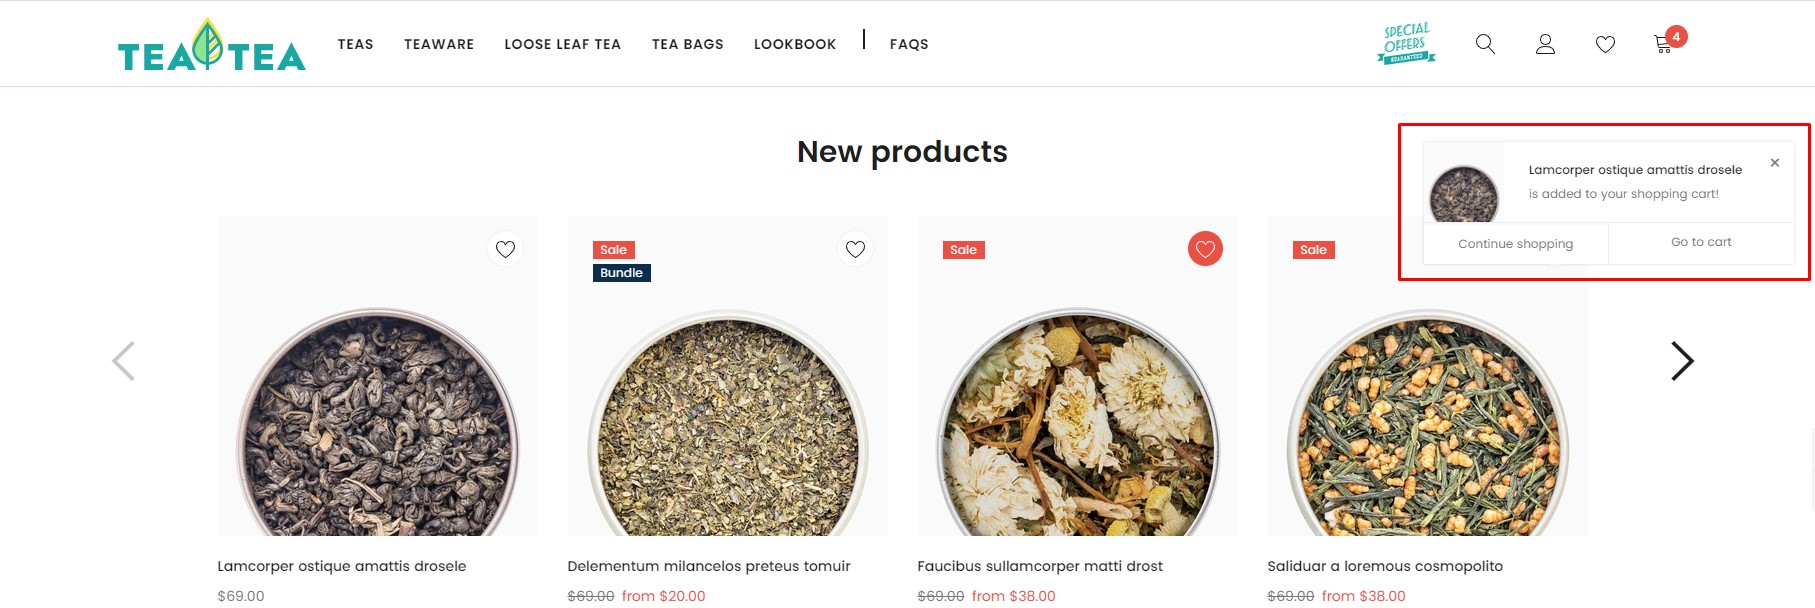 TEA TEA
TEAS
TEAWARE
LOOSE LEAF TEA
TEA BAGS
LOOKBOOK
FAQS
SPECIAL
OFFERS
GUARANTEED
4
New products
Lamcorper ostique amattis drosele
is added to your shopping cart!
×
Continue shopping
Go to cart
Sale
Bundle
Sale
Sale
Lamcorper ostique amattis drosele
$69.00
Delementum milancelos preteus tomuir
$69.00 from $20.00
Faucibus sullamcorper matti drost
$69.00 from $38.00
Saliduar a loremous cosmopolito
$69.00 from $38.00